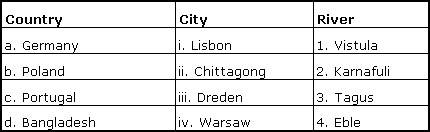 Country City River
a. Germany i. Lisbon 1. Vistula
b. Poland ii. Chittagong 2. Karnafuli
c. Portugal iii. Dreden 3. Tagus
d. Bangladesh iv. Warsaw 4. Eble